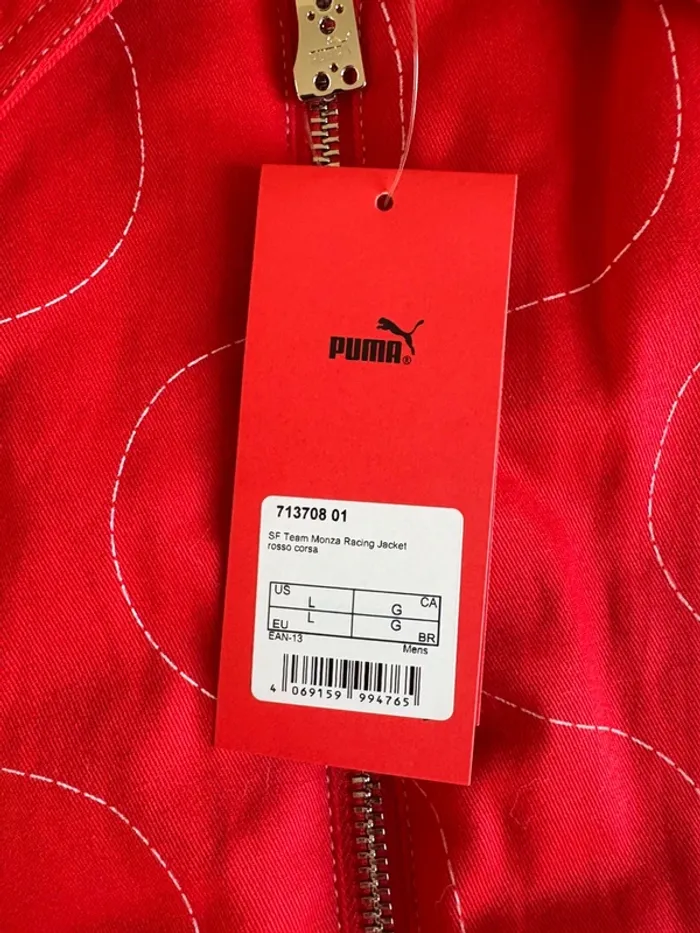 PUMA®
713708 01
SF Team Monza Racing Jacket
rosso corsa
US L G CA
EU L G BR
EAN-13
Mens
4 069159 994765